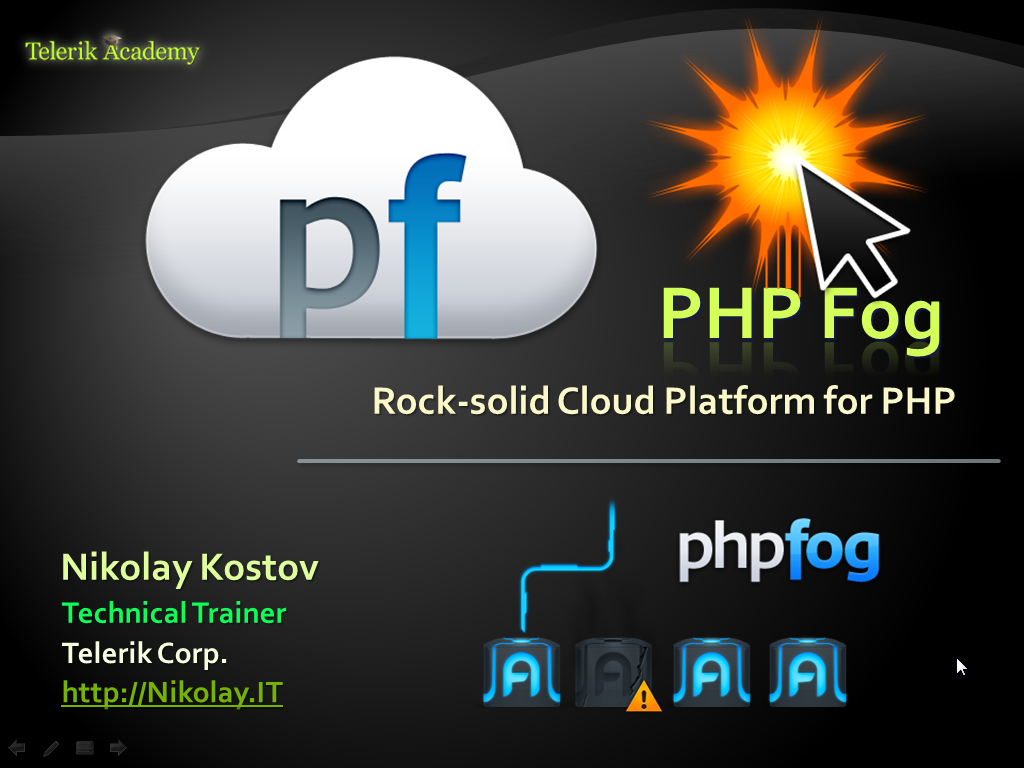 Telerik Academy
pf
PHP Fog
Rock-solid Cloud Platform for PHP
phpfog
Nikolay Kostov
Technical Trainer
Telerik Corp.
http://Nikolay.IT
A A A A